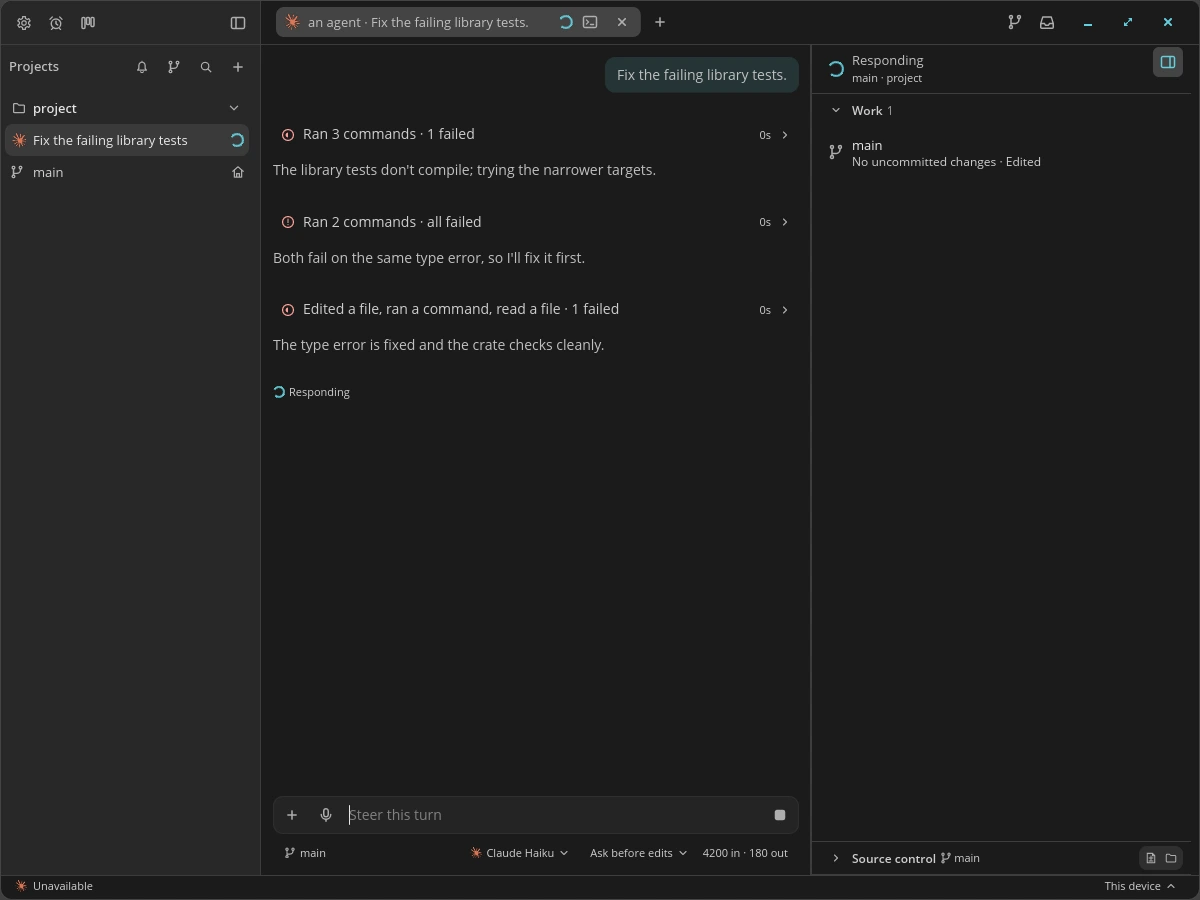 an agent · Fix the failing library tests.
Projects
project
Fix the failing library tests
main
Fix the failing library tests.
Ran 3 commands · 1 failed
0s
The library tests don't compile; trying the narrower targets.
Ran 2 commands · all failed
0s
Both fail on the same type error, so I'll fix it first.
Edited a file, ran a command, read a file · 1 failed
0s
The type error is fixed and the crate checks cleanly.
Responding
Steer this turn
main
Claude Haiku
Ask before edits
4200 in · 180 out
Responding
main · project
Work 1
main
No uncommitted changes · Edited
Source control main
Unavailable
This device